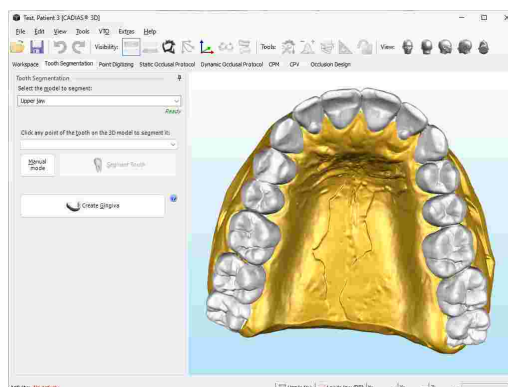 Test, Patient 3 [CADIAS® 3D]
File Edit View Tools VTO Extras Help
Visibility: Tools: View:
Workspace Tooth Segmentation Point Digitizing Static Occlusal Protocol Dynamic Occlusal Protocol CPM CPV Occlusion Design
Tooth Segmentation
Select the model to segment:
Upper Jaw
Ready
Click any point of the tooth on the 3D model to segment it:
Manual
mode
Segment Tooth
Create Gingiva